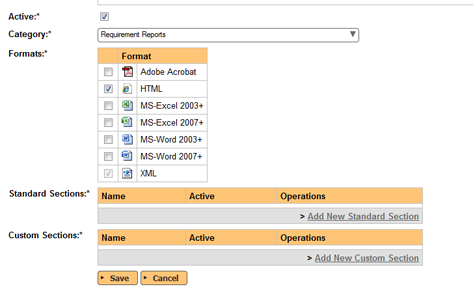 Active:*
Category:* Requirement Reports
Formats:* Format
Adobe Acrobat
HTML
MS-Excel 2003+
MS-Excel 2007+
MS-Word 2003+
MS-Word 2007+
XML
Standard Sections:* Name Active Operations
> Add New Standard Section
Custom Sections:* Name Active Operations
> Add New Custom Section
Save Cancel